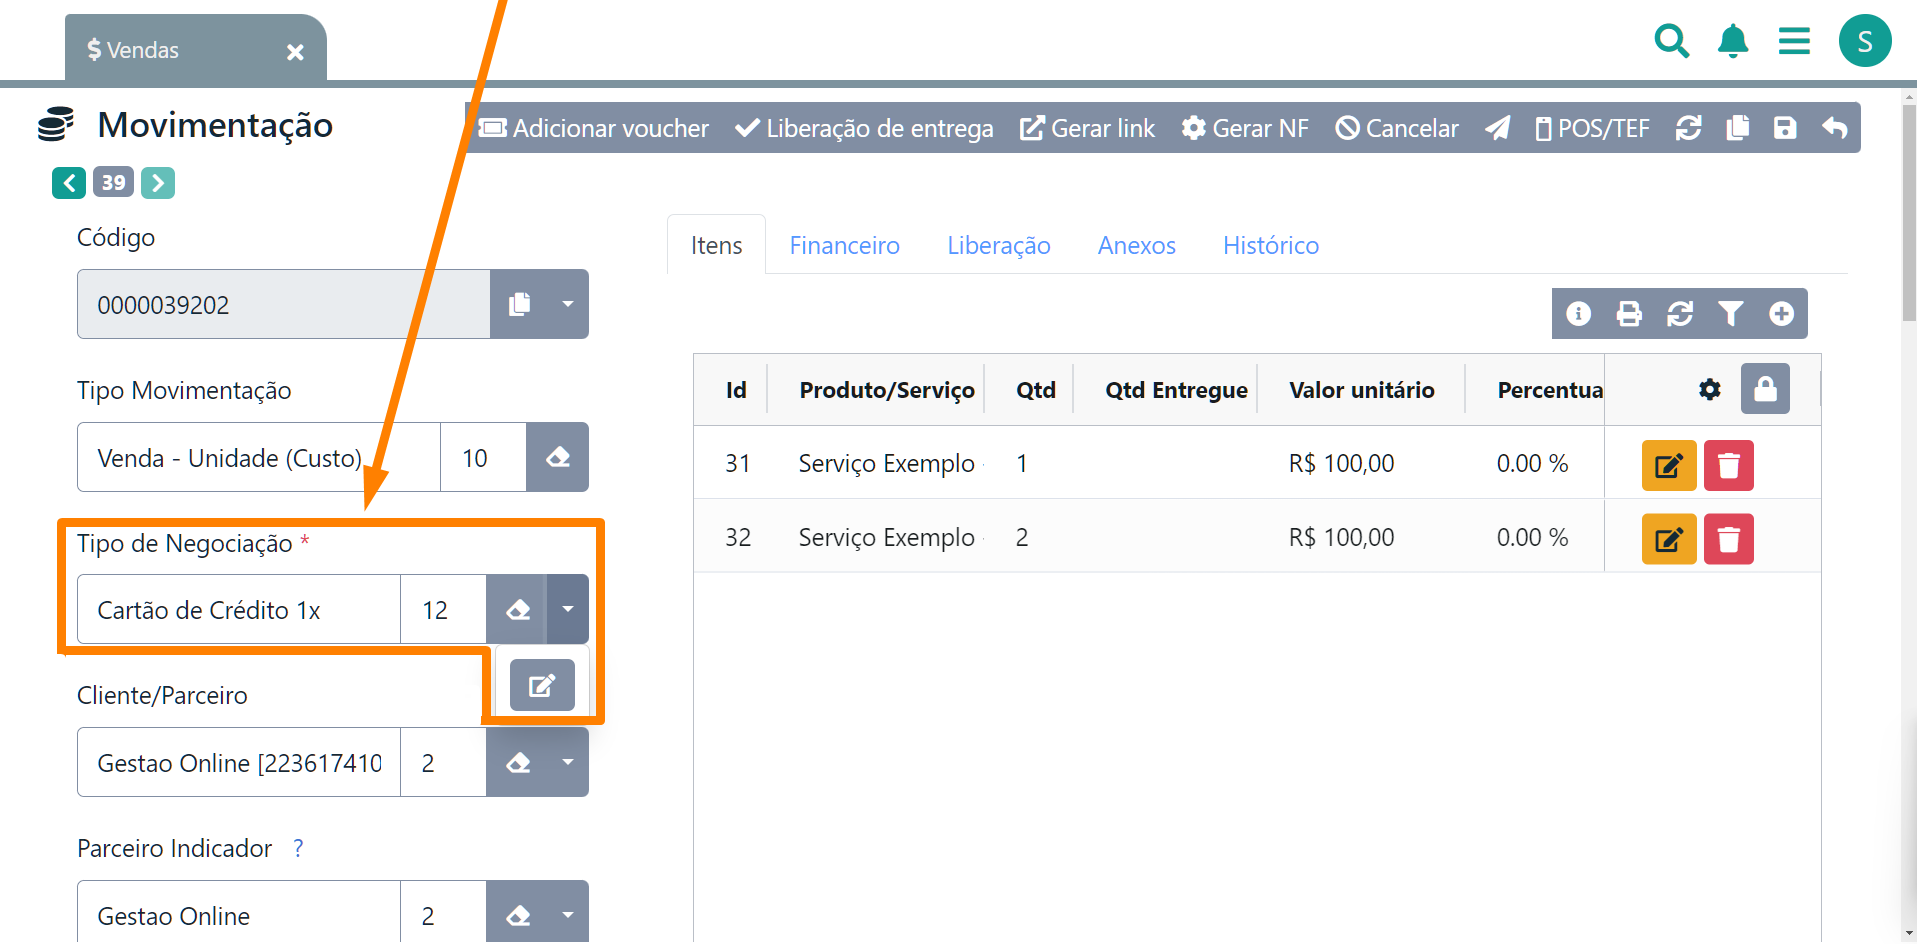 $ Vendas
S
Movimentação
Adicionar voucher Liberação de entrega Gerar link Gerar NF Cancelar POS/TEF
39
Código
0000039202
Tipo Movimentação
Venda - Unidade (Custo) 10
Tipo de Negociação *
Cartão de Crédito 1x 12
Cliente/Parceiro
Gestao Online [223617410 2
Parceiro Indicador ?
Gestao Online 2
Itens Financeiro Liberação Anexos Histórico
Id Produto/Serviço Qtd Qtd Entregue Valor unitário Percentua
31 Serviço Exemplo 1 R$ 100,00 0.00 %
32 Serviço Exemplo 2 R$ 100,00 0.00 %